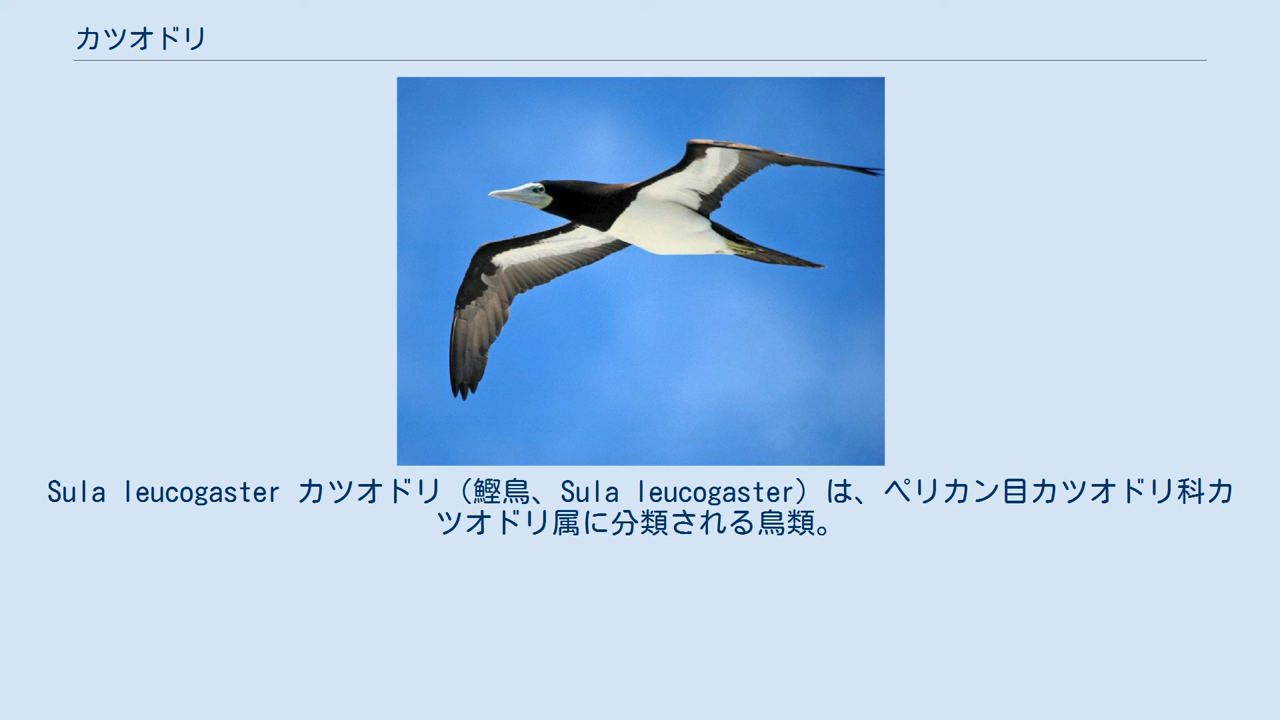 カツオドリ
Sula leucogaster カツオドリ（鰹鳥、Sula leucogaster）は、ペリカン目カツオドリ科カ
ツオドリ属に分類される鳥類。